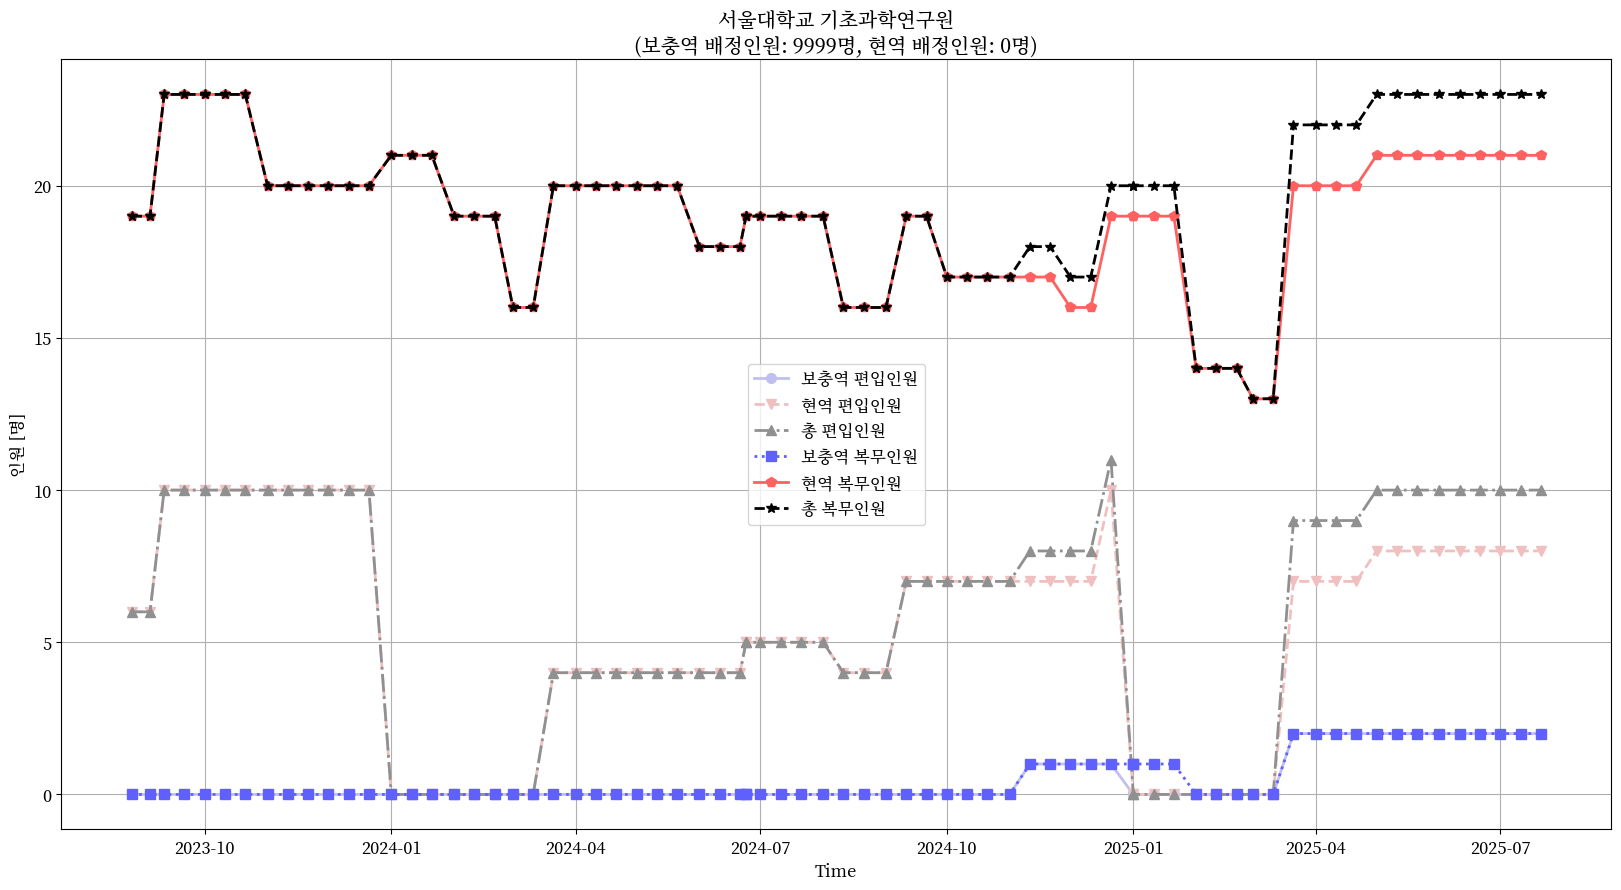 서울대학교 기초과학연구원
(보충역 배정인원: 9999명, 현역 배정인원: 0명)
인원 [명]
20
15
10
5
0
보충역 편입인원
현역 편입인원
총 편입인원
보충역 복무인원
현역 복무인원
총 복무인원
2023-10
2024-01
2024-04
2024-07
2024-10
2025-01
2025-04
2025-07
Time